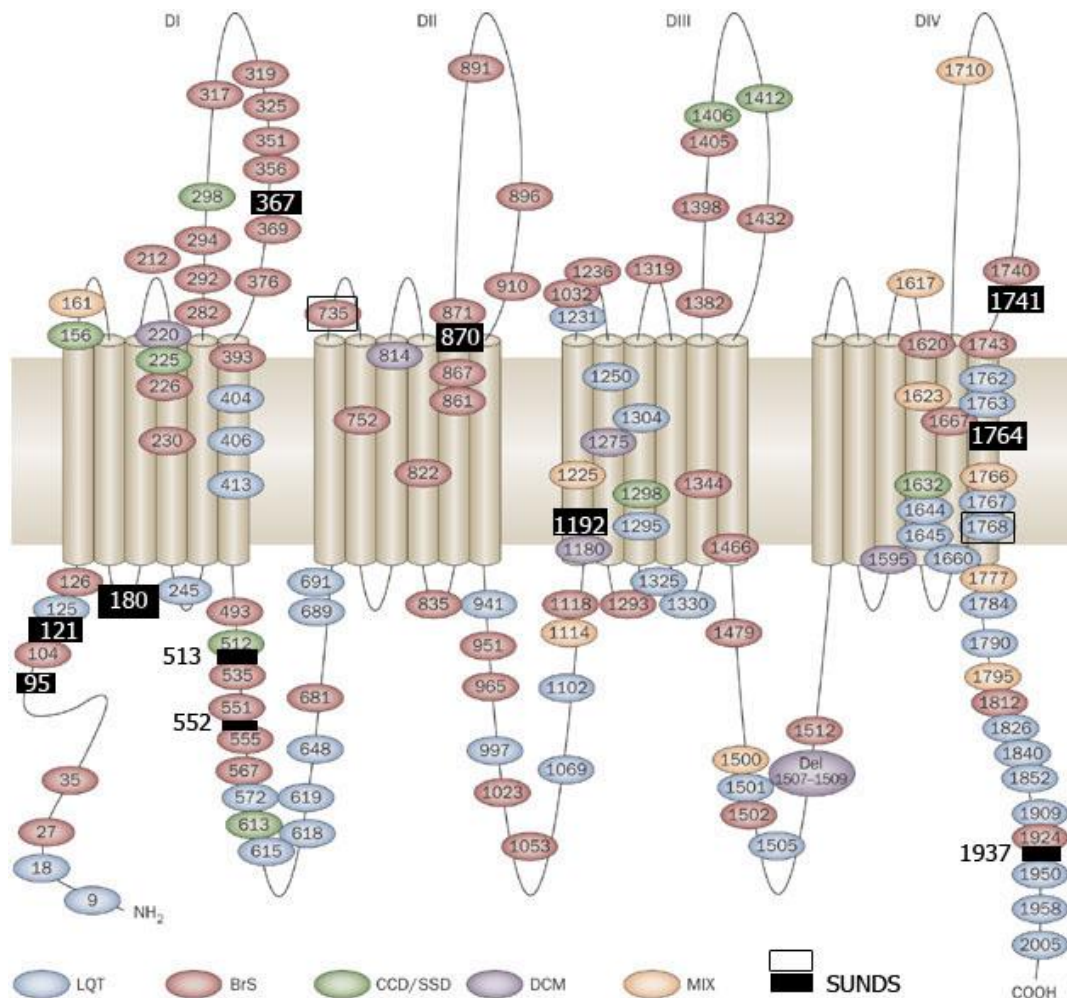 DI DII DIII DIV
319 891 1710
317 325 1406 1412
351 1405
356
298 367 896 1398
369 1432
294
212 1236 1319 1740
292 376 910 1032 1617 1741
161 282 735 871 1231 1382
156 220 870 1620 1743
225 393 814
226 404 867 1250 1762
861 1623 1763
752 1304 1667
230 406 1275 1764
822 1225 1766
413 1298 1344 1632 1767
1192 1295 1644 1768
1180 1466 1645
1595 1660
126 245 691 1325 1777
125 180 493 689 835 941 1118 1293 1330 1784
121 1114 1479
104 513 512 951 1790
95 535 681 965 1102 1795
551 1812
552 555 1512 1826
648 997 1500 1840
35 567 1069 Del
1507–1509
572 619 1023 1501 1852
1502 1909
27 613 618 1053 1505 1924
615 1937
18 1950
9 NH2 1958
2005
LQT BrS CCD/SSD DCM MIX SUNDS
COOH